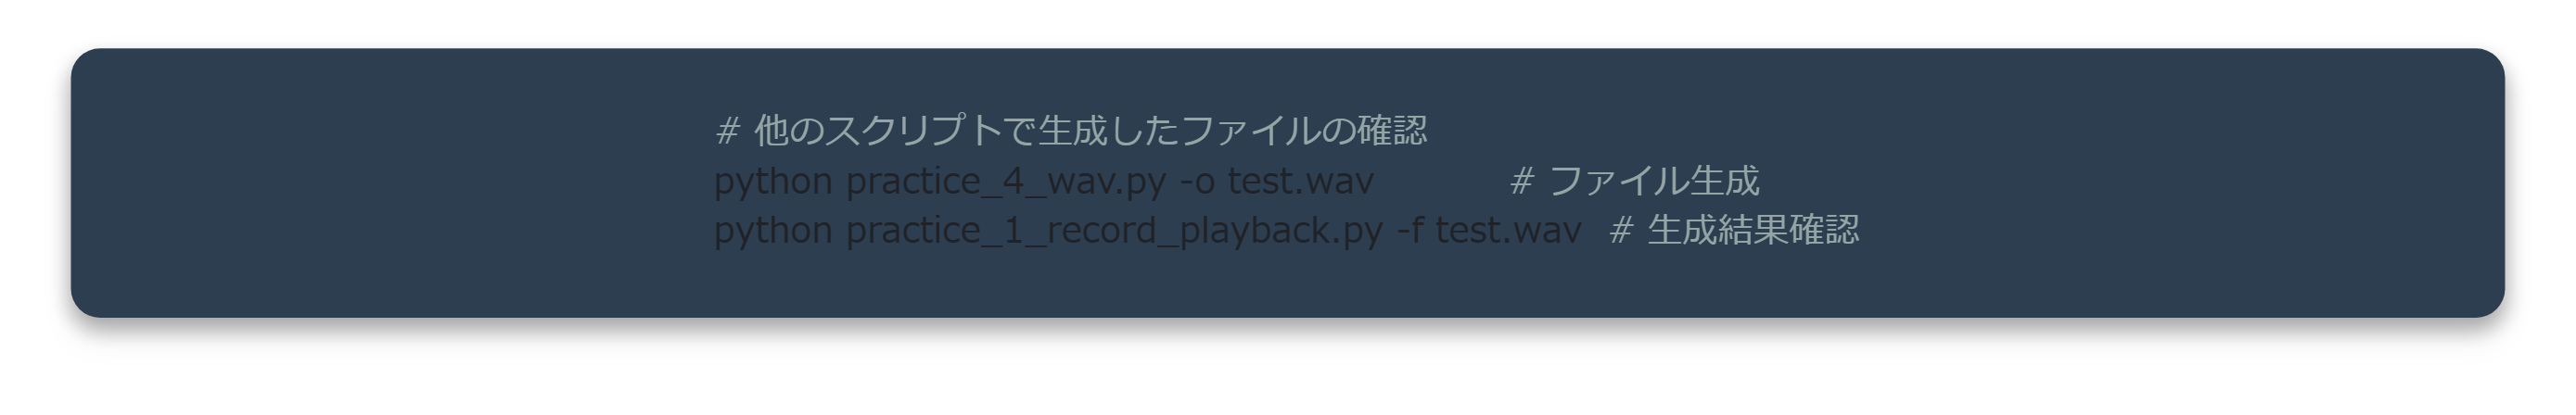 # 他のスクリプトで生成したファイルの確認
python practice_4_wav.py -o test.wav          # ファイル生成
python practice_1_record_playback.py -f test.wav  # 生成結果確認